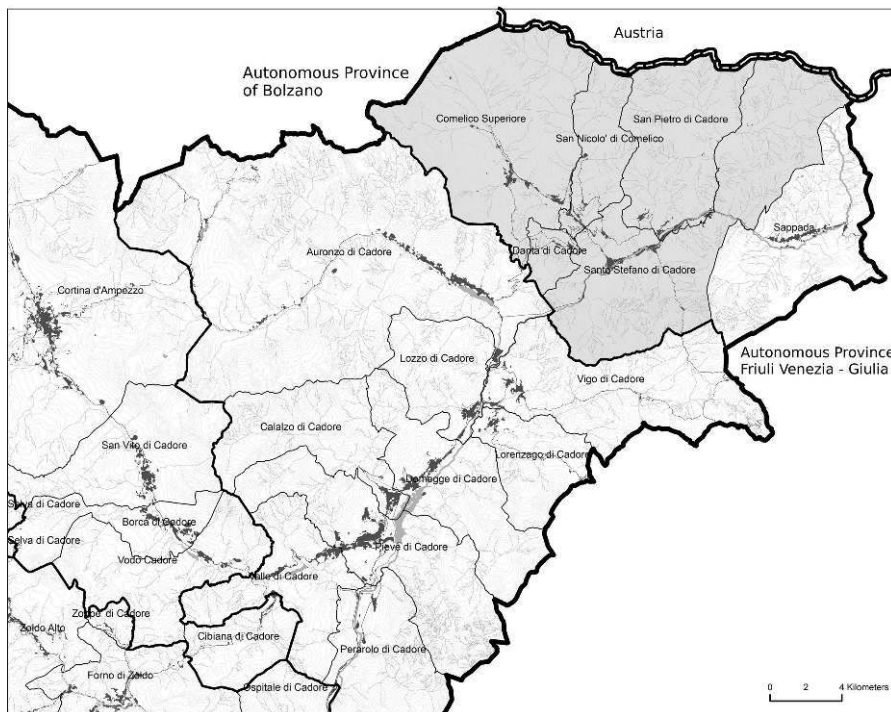 Austria
Autonomous Province
of Bolzano
Comelico Superiore
San Pietro di Cadore
San Nicolo' di Comelico
Sappada
Auronzo di Cadore
Danta di Cadore
Santo Stefano di Cadore
Cortina d'Ampezzo
Autonomous Province
Friuli Venezia - Giulia
Lozzo di Cadore
Vigo di Cadore
Calalzo di Cadore
San Vito di Cadore
Lorenzago di Cadore
Domegge di Cadore
Selva di Cadore
Borca di Cadore
Selva di Cadore
Pieve di Cadore
Vodo Cadore
Valle di Cadore
Zoppe' di Cadore
Zoldo Alto
Cibiana di Cadore
Perarolo di Cadore
Forno di Zoldo
Ospitale di Cadore
0 2 4 Kilometers